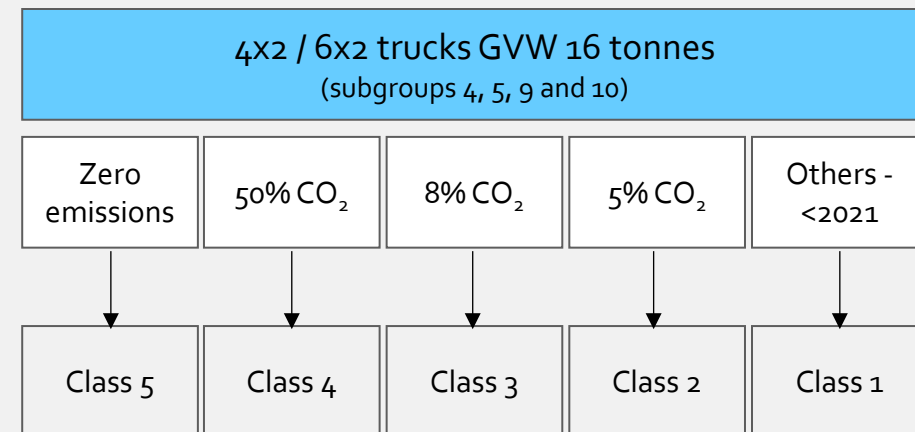 4x2 / 6x2 trucks GVW 16 tonnes
(subgroups 4, 5, 9 and 10)
Zero
emissions
50% CO₂
8% CO₂
5% CO₂
Others -
<2021
Class 5
Class 4
Class 3
Class 2
Class 1